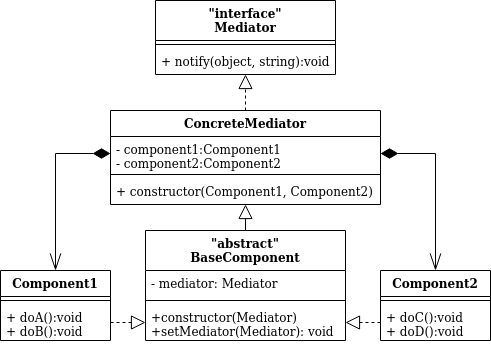 "interface"
Mediator
+ notify(object, string):void
ConcreteMediator
- component1:Component1
- component2:Component2
+ constructor(Component1, Component2)
"abstract"
BaseComponent
- mediator: Mediator
+constructor(Mediator)
+setMediator(Mediator): void
Component1
+ doA():void
+ doB():void
Component2
+ doC():void
+ doD():void